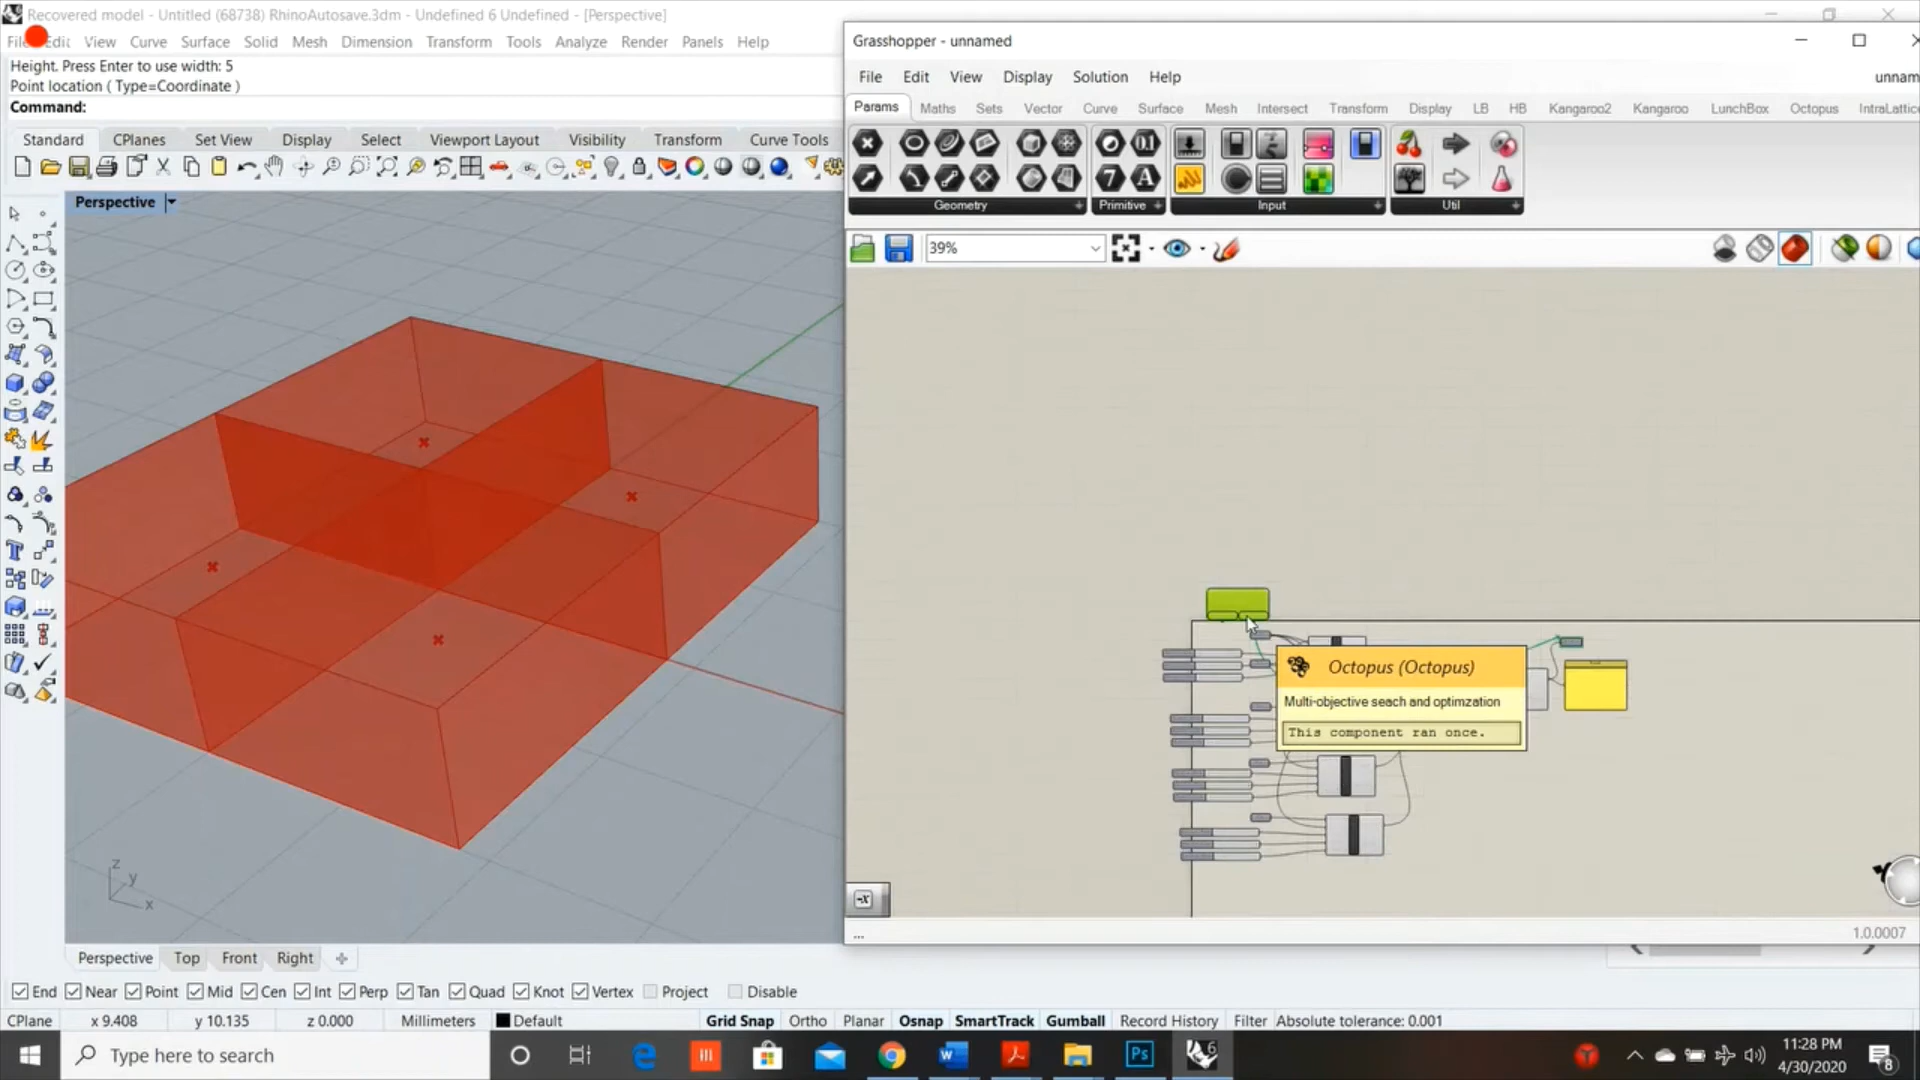 Recovered model - Untitled (68738) RhinoAutosave.3dm - Undefined 6 Undefined - [Perspective]
File Edit View Curve Surface Solid Mesh Dimension Transform Tools Analyze Render Panels Help
Height. Press Enter to use width: 5
Point location ( Type=Coordinate )
Command:
Standard CPlanes Set View Display Select Viewport Layout Visibility Transform Curve Tools
Perspective
z
y
x
Perspective Top Front Right
End Near Point Mid Cen Int Perp Tan Quad Knot Vertex Project Disable
CPlane x 9.408 y 10.135 z 0.000 Millimeters Default Grid Snap Ortho Planar Osnap SmartTrack Gumball Record History Filter Absolute tolerance: 0.001
Grasshopper - unnamed
File Edit View Display Solution Help unnam
Params Maths Sets Vector Curve Surface Mesh Intersect Transform Display LB HB Kangaroo2 Kangaroo LunchBox Octopus IntraLattice
Geometry Primitive Input Util
39%
Octopus (Octopus)
Multi-objective seach and optimzation
This component ran once.
...
1.0.0007
Type here to search
Ps
6
11:28 PM
4/30/2020
8